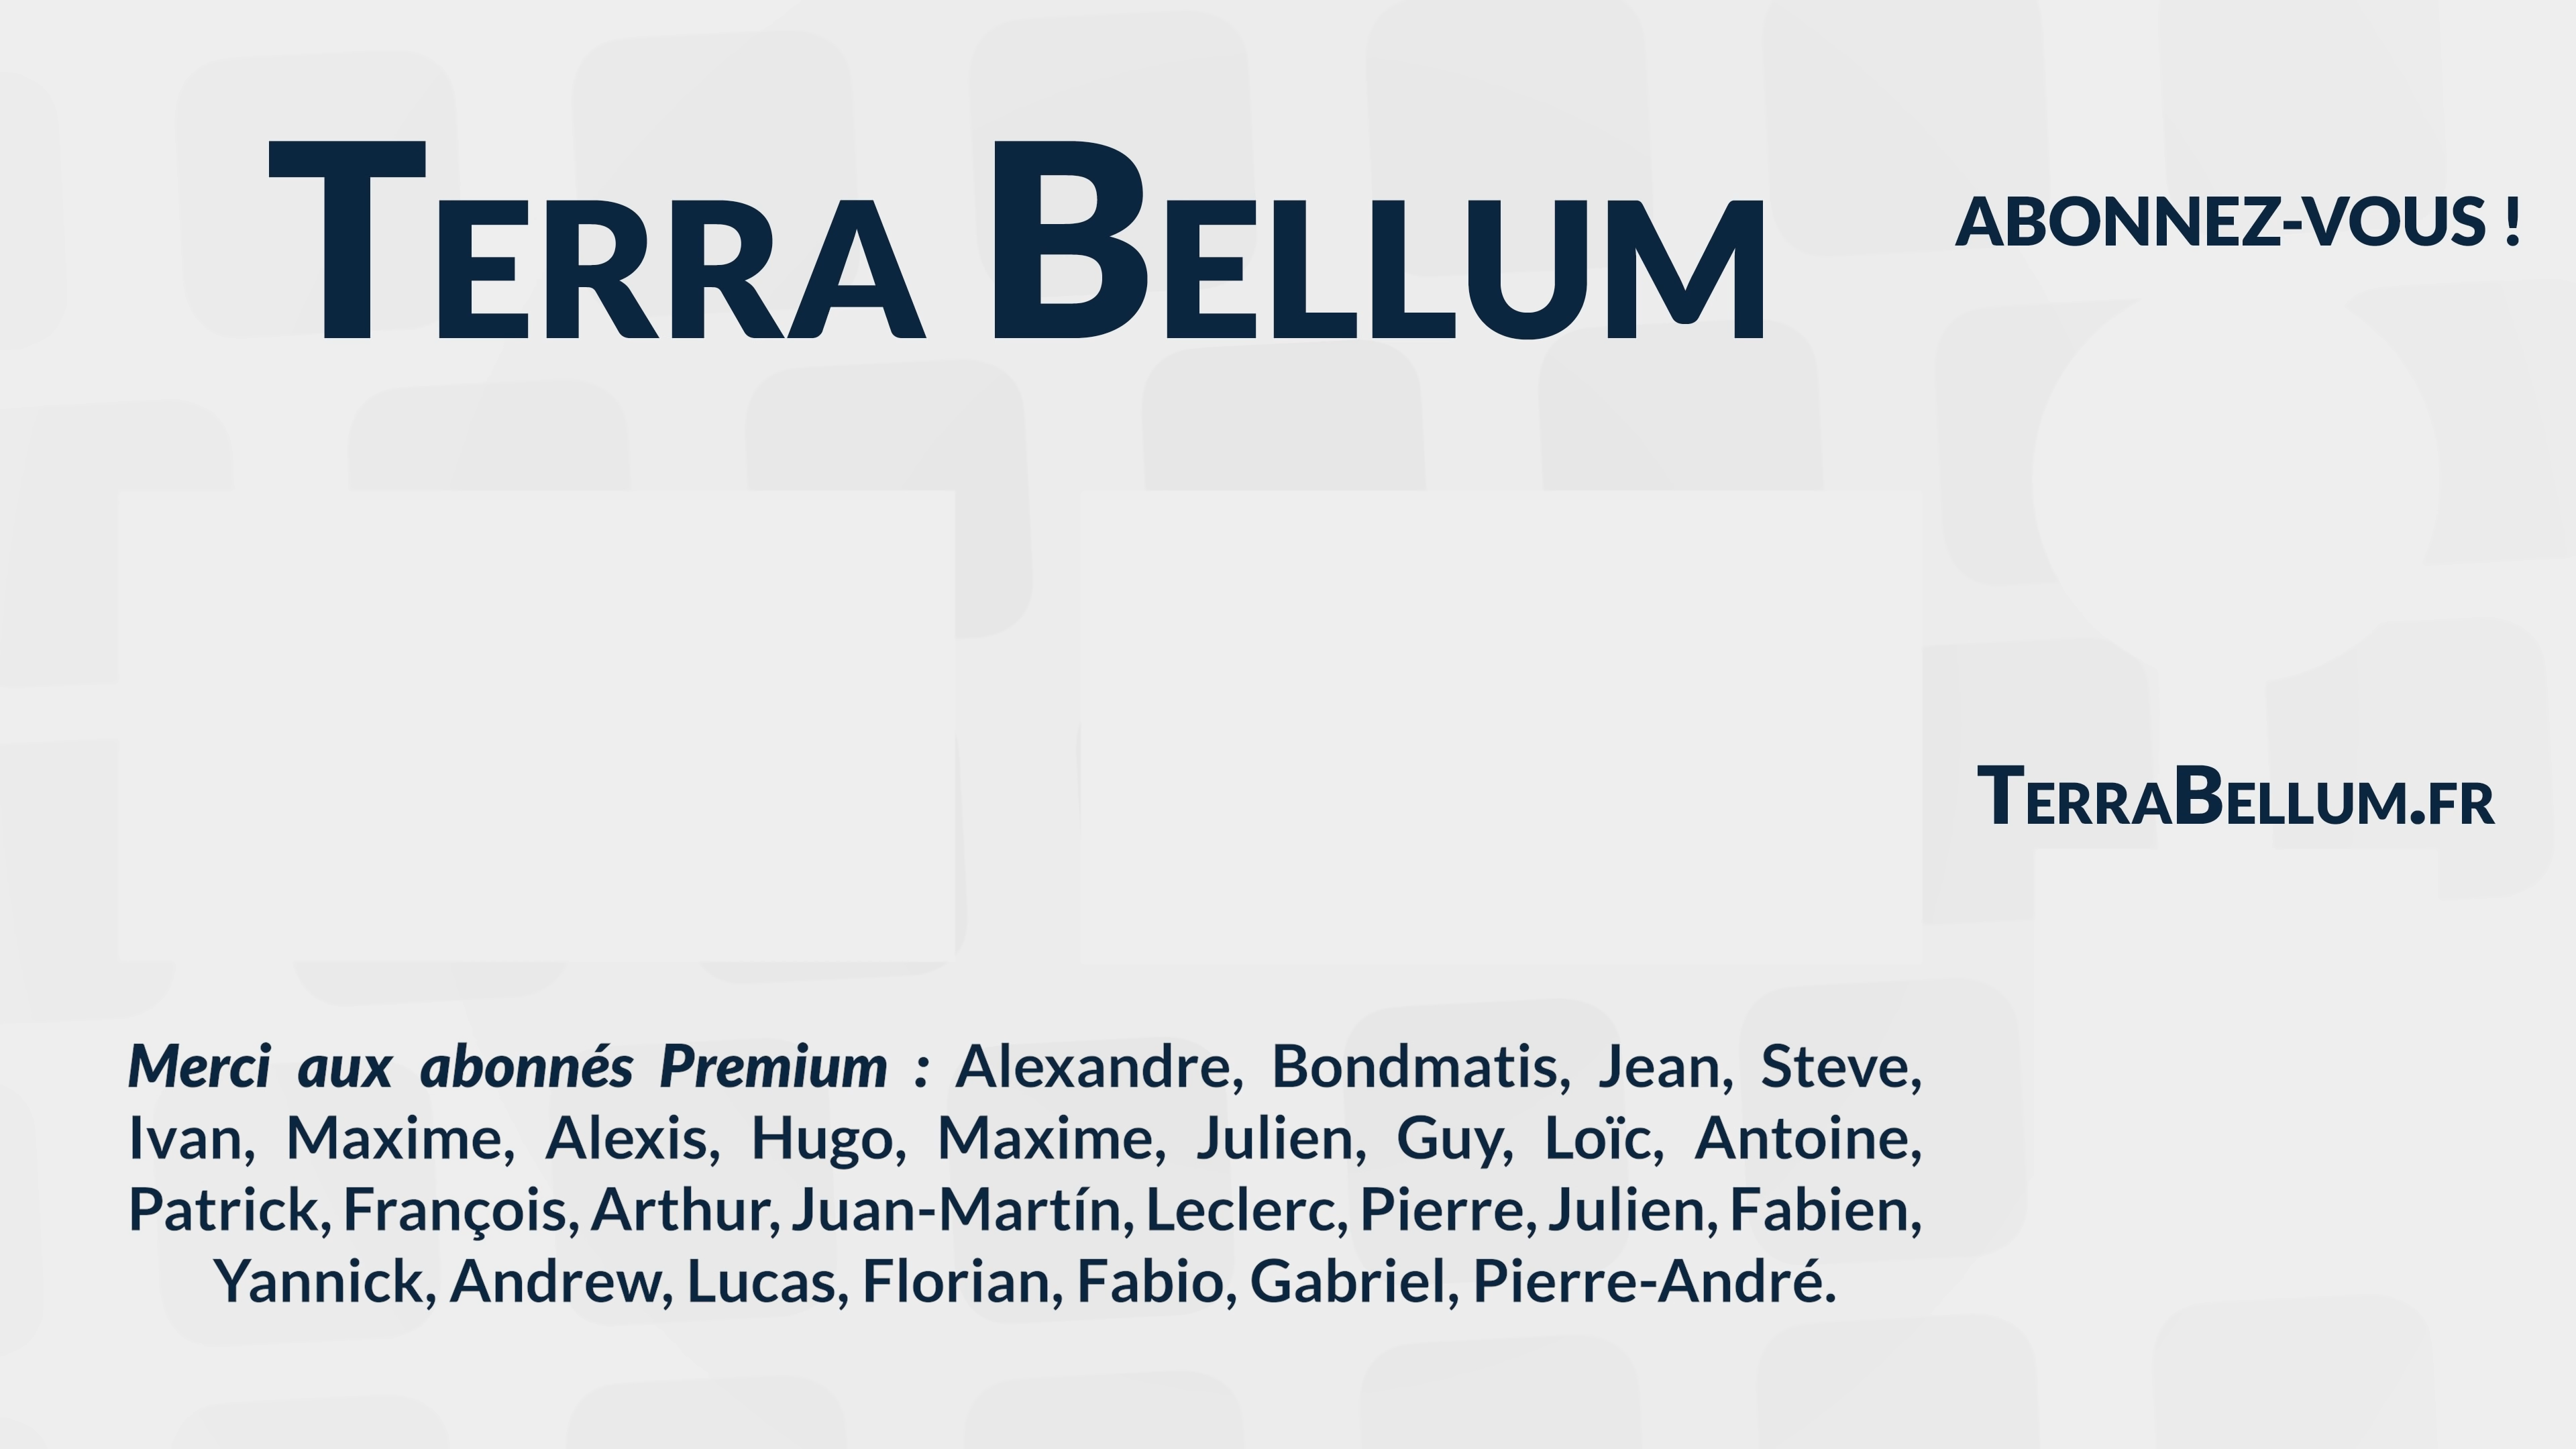 Terra Bellum
ABONNEZ-VOUS !
TerraBellum.fr
Merci aux abonnés Premium : Alexandre, Bondmatis, Jean, Steve,
Ivan, Maxime, Alexis, Hugo, Maxime, Julien, Guy, Loïc, Antoine,
Patrick, François, Arthur, Juan-Martín, Leclerc, Pierre, Julien, Fabien,
Yannick, Andrew, Lucas, Florian, Fabio, Gabriel, Pierre-André.